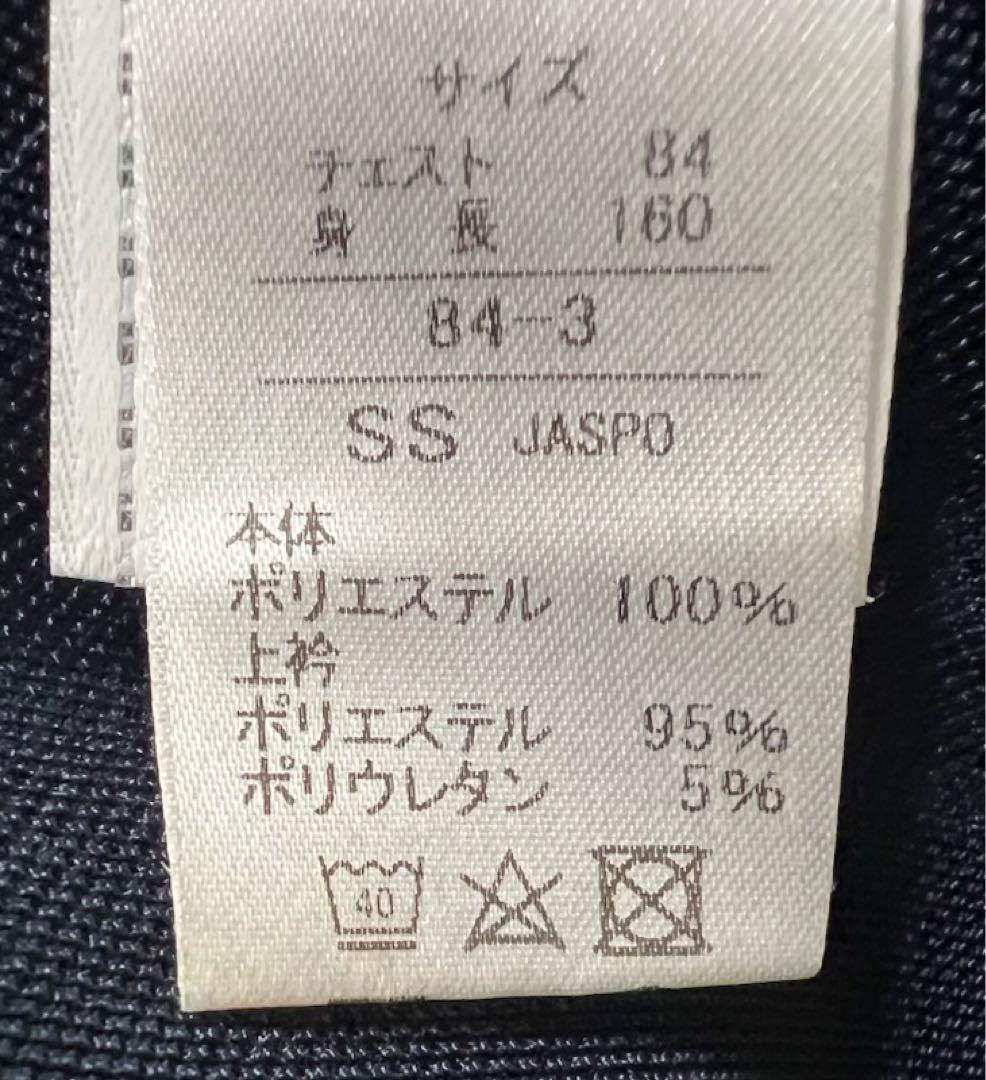 サイズ
チェスト 84
身 長 160
84-3
SS JASPO
本体
ポリエステル 100%
上衿
ポリエステル 95%
ポリウレタン 5%
40